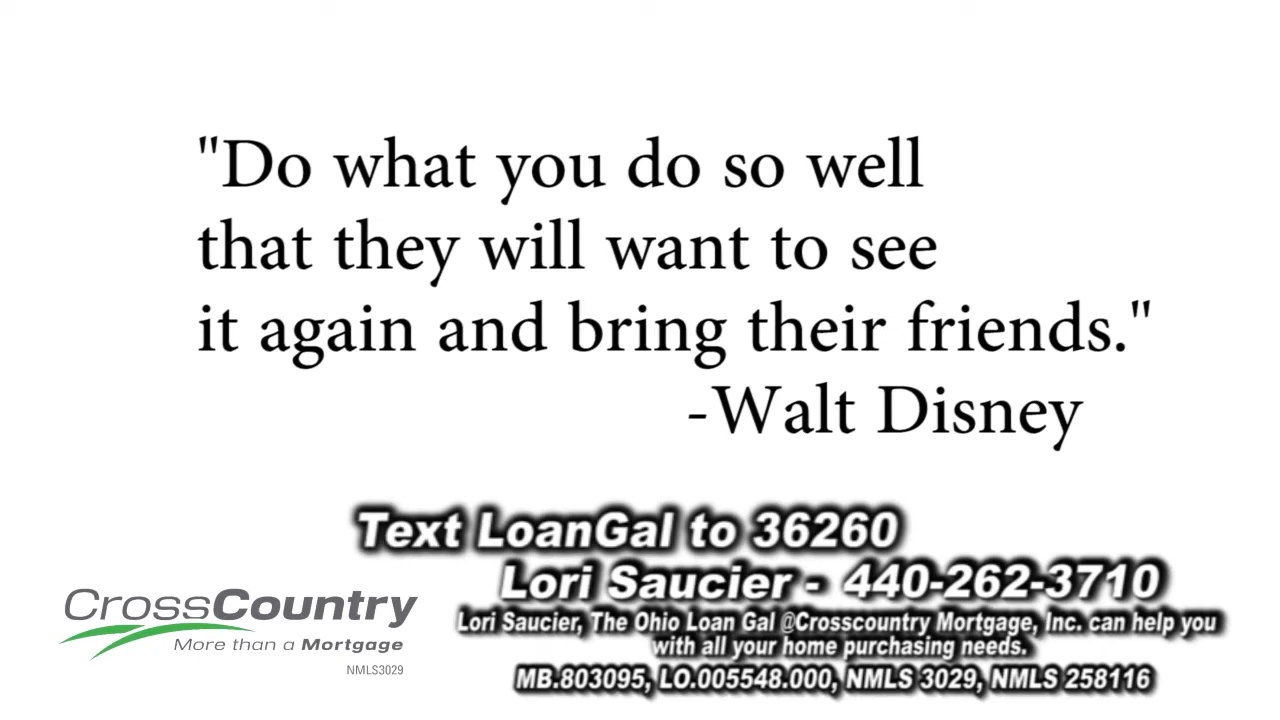 "Do what you do so well
that they will want to see
it again and bring their friends."
-Walt Disney
Text LoanGal to 36260
Lori Saucier - 440-262-3710
CrossCountry
More than a Mortgage
NMLS3029
Lori Saucier, The Ohio Loan Gal @Crosscountry Mortgage, Inc. can help you
with all your home purchasing needs.
MB.803095, LO.005548.000, NMLS 3029, NMLS 258116